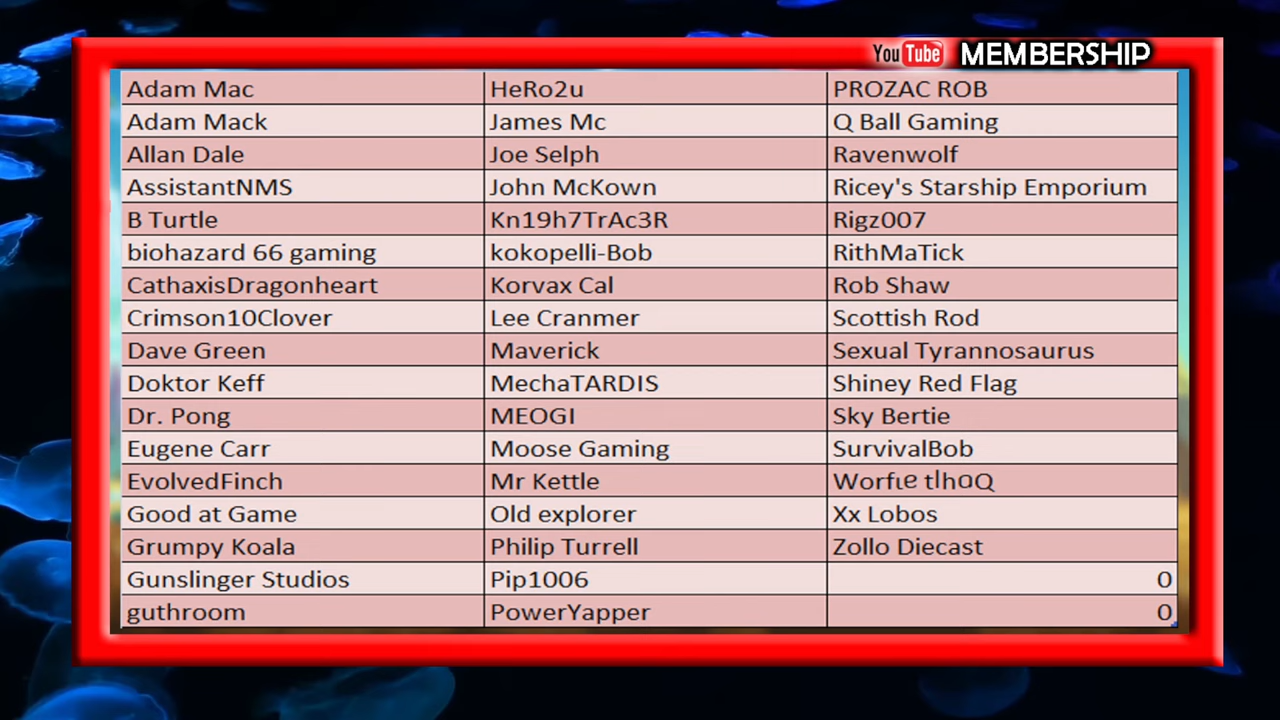 YouTube MEMBERSHIP
Adam Mac HeRo2u PROZAC ROB
Adam Mack James Mc Q Ball Gaming
Allan Dale Joe Selph Ravenwolf
AssistantNMS John McKown Ricey's Starship Emporium
B Turtle Kn19h7TrAc3R Rigz007
biohazard 66 gaming kokopelli-Bob RithMaTick
CathaxisDragonheart Korvax Cal Rob Shaw
Crimson10Clover Lee Cranmer Scottish Rod
Dave Green Maverick Sexual Tyrannosaurus
Doktor Keff MechaTARDIS Shiney Red Flag
Dr. Pong MEOGI Sky Bertie
Eugene Carr Moose Gaming SurvivalBob
EvolvedFinch Mr Kettle Worfιҽ tlhαQ
Good at Game Old explorer Xx Lobos
Grumpy Koala Philip Turrell Zollo Diecast
Gunslinger Studios Pip1006 0
guthroom PowerYapper 0